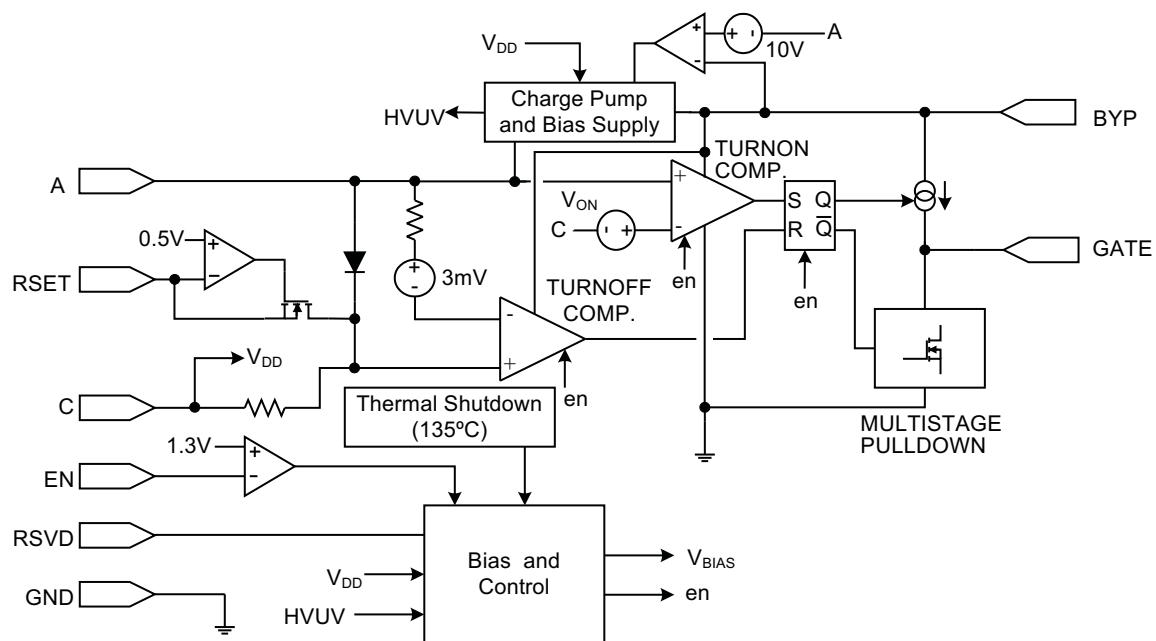 A
10V
+
-
+
-
V_DD
HVUV
Charge Pump
and Bias Supply
BYP
TURNON
COMP.
A
V_ON
C
-
+
+
-
en
S Q
R Q̅
en
GATE
0.5V
+
-
RSET
+
-
3mV
TURNOFF
COMP.
-
+
en
V_DD
C
Thermal Shutdown
(135ºC)
MULTISTAGE
PULLDOWN
1.3V
+
-
EN
RSVD
Bias and
Control
V_BIAS
V_DD
en
GND
HVUV